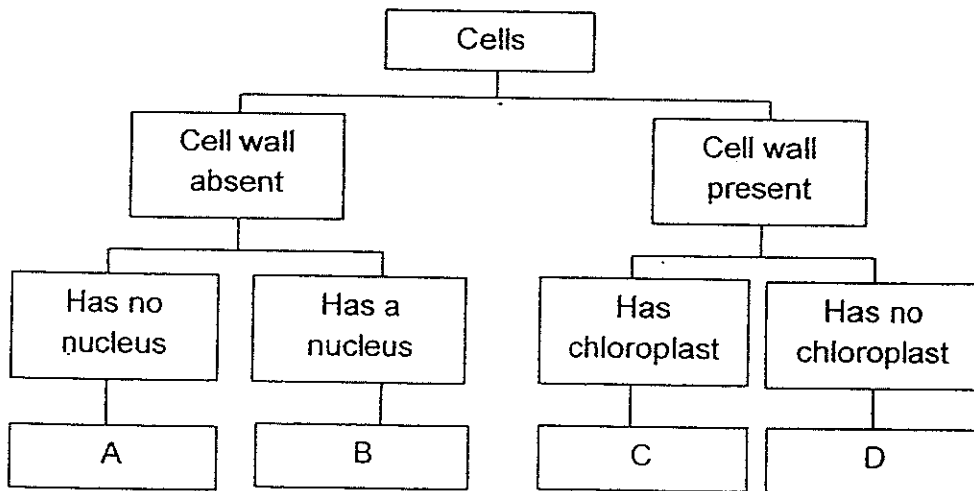 Cells
Cell wall
absent
Cell wall
present
Has no
nucleus
Has a
nucleus
Has
chloroplast
Has no
chloroplast
A
B
C
D